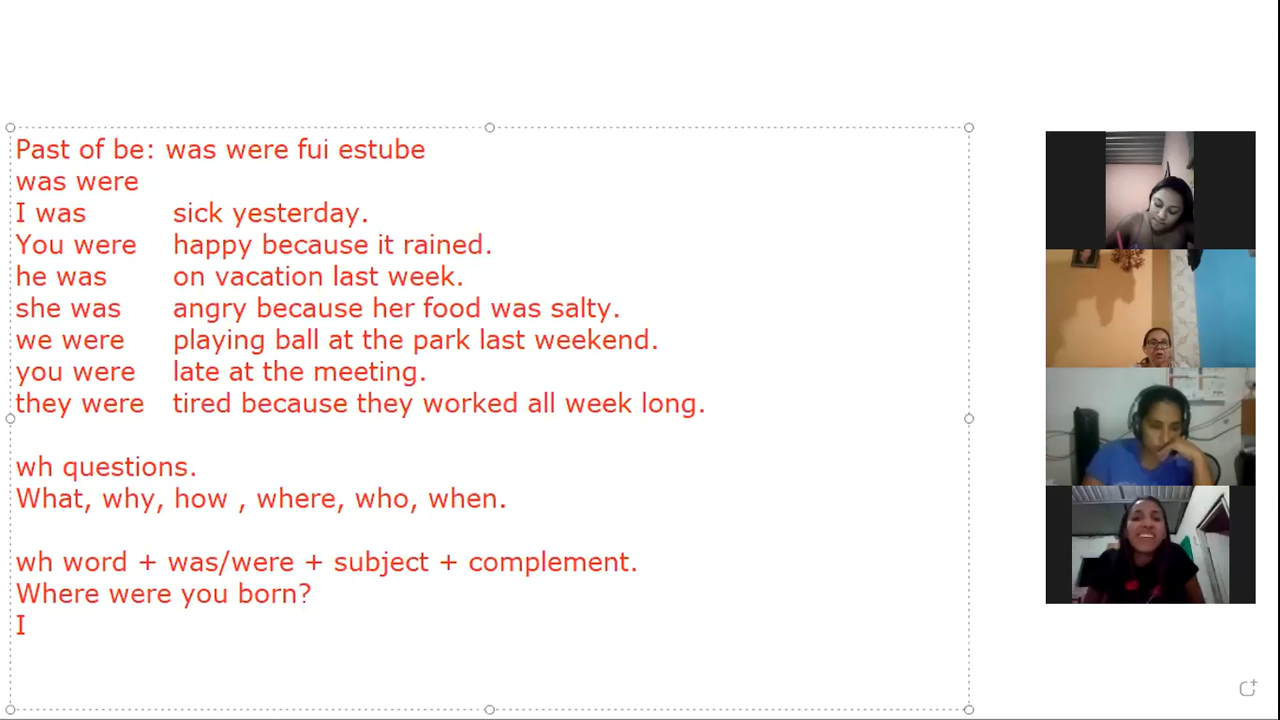 Past of be: was were fui estube
was were
I was sick yesterday.
You were happy because it rained.
he was on vacation last week.
she was angry because her food was salty.
we were playing ball at the park last weekend.
you were late at the meeting.
they were tired because they worked all week long.
wh questions.
What, why, how , where, who, when.
wh word + was/were + subject + complement.
Where were you born?
I